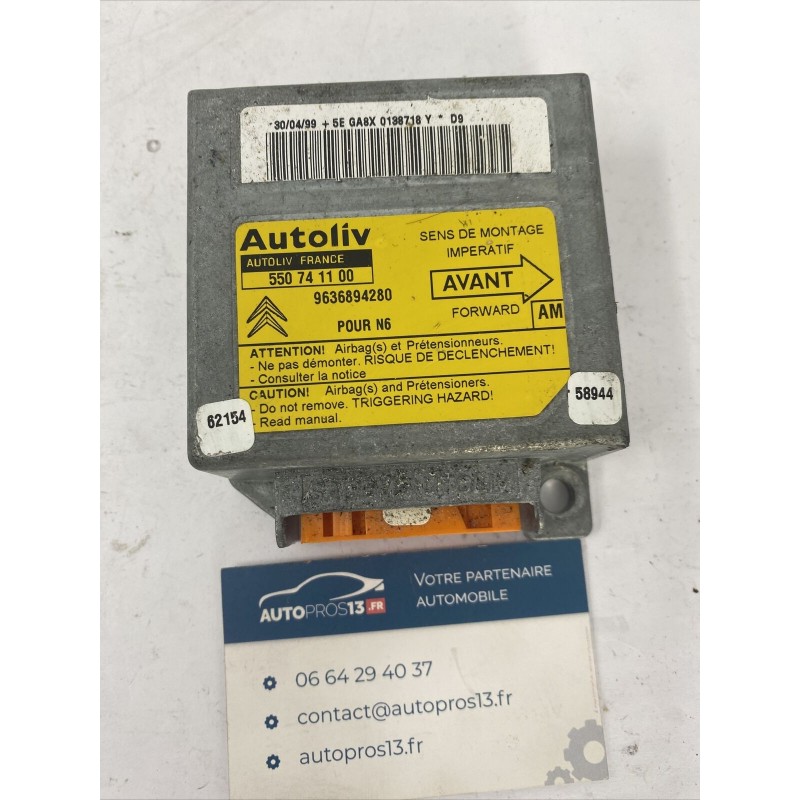 30/04/99 + 5E GA8X 0138718 Y * D9
Autoliv
AUTOLIV FRANCE
550 74 11 00
9636894280
POUR N6
SENS DE MONTAGE
IMPERATIF
AVANT
FORWARD
AM
ATTENTION! Airbag(s) et Prétensionneurs.
- Ne pas démonter. RISQUE DE DECLENCHEMENT!
- Consulter la notice
CAUTION! Airbag(s) and Prétensioners.
- Do not remove. TRIGGERING HAZARD!
- Read manual.
62154
58944
AUTOPROS13.FR
VOTRE PARTENAIRE
AUTOMOBILE
06 64 29 40 37
contact@autopros13.fr
autopros13.fr